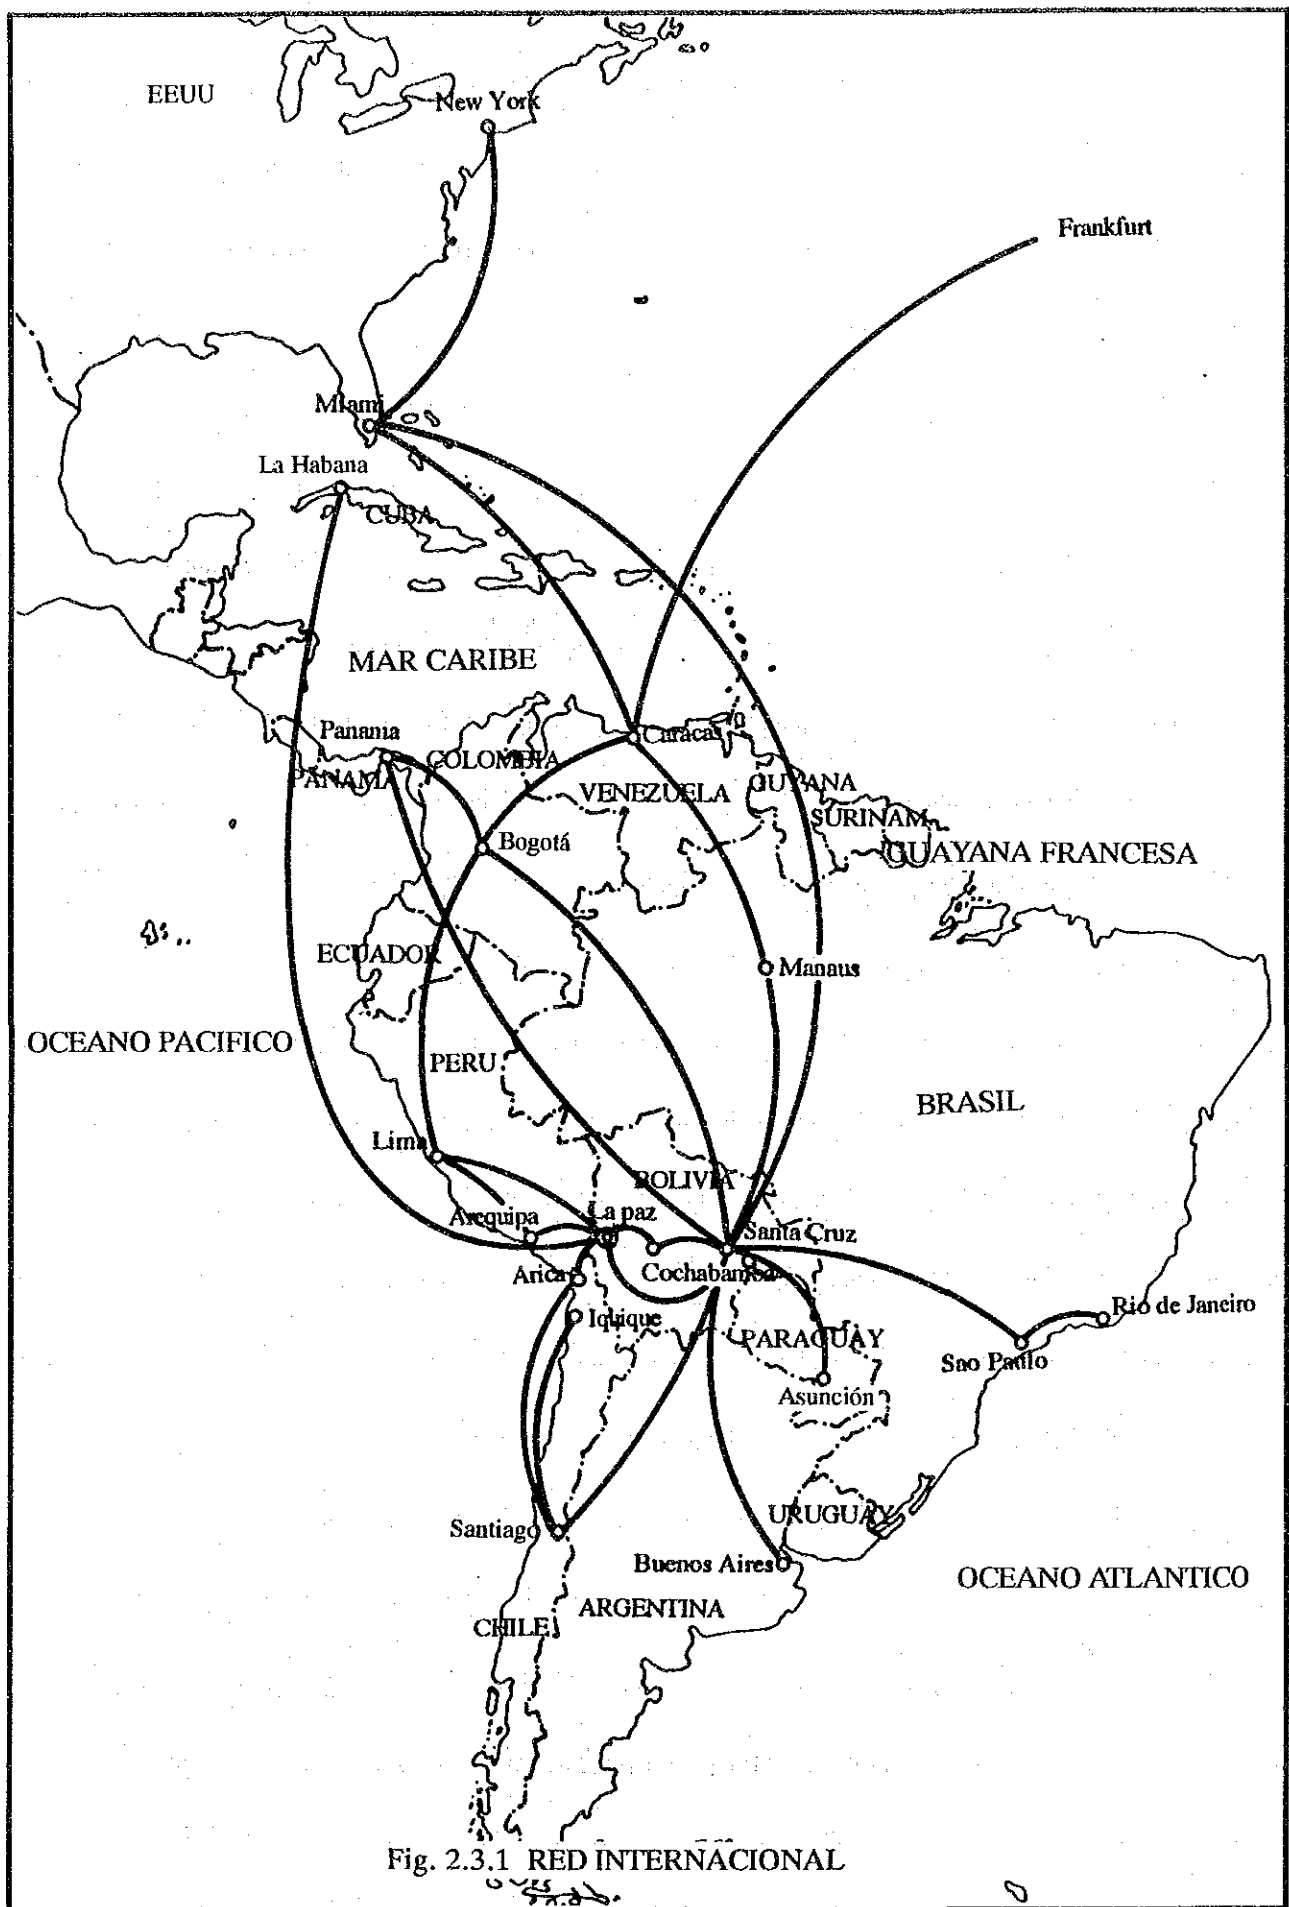 EEUU
New York
Frankfurt
Miami
La Habana
CUBA
MAR CARIBE
Panama
Caracas
COLOMBIA
PANAMA
VENEZUELA
GUYANA
SURINAM
Bogotá
GUAYANA FRANCESA
ECUADOR
Manaus
OCEANO PACIFICO
PERU
BRASIL
Lima
BOLIVIA
Arequipa
La paz
Santa Cruz
Arica
Cochabamba
Iquique
Rio de Janeiro
PARAGUAY
Sao Paulo
Asunción
URUGUAY
Santiago
Buenos Aires
OCEANO ATLANTICO
ARGENTINA
CHILE
Fig. 2.3.1 RED INTERNACIONAL